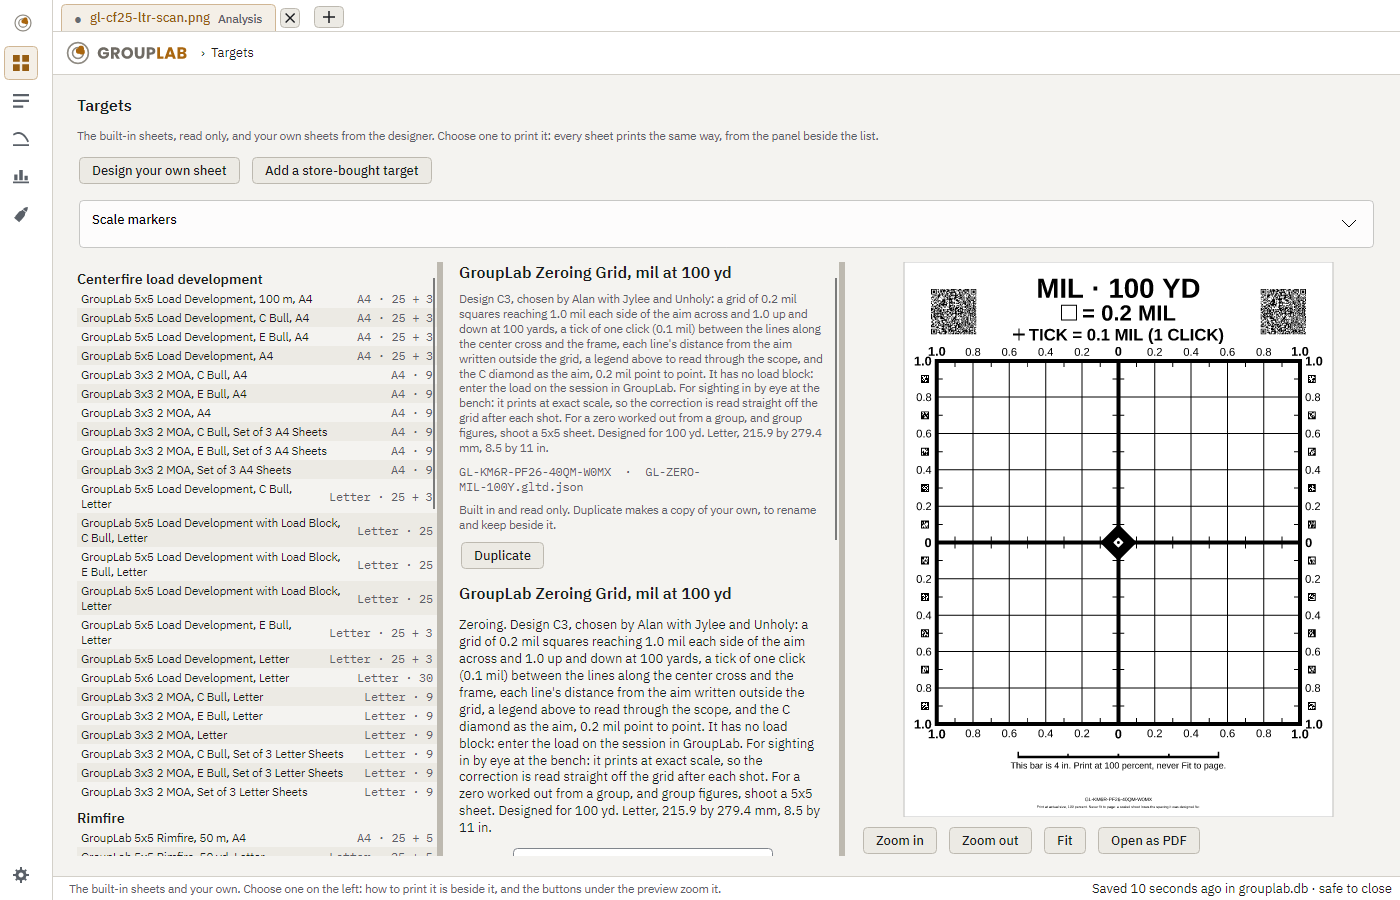 gl-cf25-ltr-scan.png Analysis
GROUPLAB › Targets
Targets
The built-in sheets, read only, and your own sheets from the designer. Choose one to print it: every sheet prints the same way, from the panel beside the list.
Design your own sheet
Add a store-bought target
Scale markers
Centerfire load development
GroupLab 5x5 Load Development, 100 m, A4 A4 · 25 + 3
GroupLab 5x5 Load Development, C Bull, A4 A4 · 25 + 3
GroupLab 5x5 Load Development, E Bull, A4 A4 · 25 + 3
GroupLab 5x5 Load Development, A4 A4 · 25 + 3
GroupLab 3x3 2 MOA, C Bull, A4 A4 · 9
GroupLab 3x3 2 MOA, E Bull, A4 A4 · 9
GroupLab 3x3 2 MOA, A4 A4 · 9
GroupLab 3x3 2 MOA, C Bull, Set of 3 A4 Sheets A4 · 9
GroupLab 3x3 2 MOA, E Bull, Set of 3 A4 Sheets A4 · 9
GroupLab 3x3 2 MOA, Set of 3 A4 Sheets A4 · 9
GroupLab 5x5 Load Development, C Bull,
Letter Letter · 25 + 3
GroupLab 5x5 Load Development with Load Block,
C Bull, Letter Letter · 25
GroupLab 5x5 Load Development with Load Block,
E Bull, Letter Letter · 25
GroupLab 5x5 Load Development with Load Block,
Letter Letter · 25
GroupLab 5x5 Load Development, E Bull,
Letter Letter · 25 + 3
GroupLab 5x5 Load Development, Letter Letter · 25 + 3
GroupLab 5x6 Load Development, Letter Letter · 30
GroupLab 3x3 2 MOA, C Bull, Letter Letter · 9
GroupLab 3x3 2 MOA, E Bull, Letter Letter · 9
GroupLab 3x3 2 MOA, Letter Letter · 9
GroupLab 3x3 2 MOA, C Bull, Set of 3 Letter Sheets Letter · 9
GroupLab 3x3 2 MOA, E Bull, Set of 3 Letter Sheets Letter · 9
GroupLab 3x3 2 MOA, Set of 3 Letter Sheets Letter · 9
Rimfire
GroupLab 5x5 Rimfire, 50 m, A4 A4 · 25 + 5
GroupLab 5x5 Rimfire, 50 yd, Letter Letter · 25 + 5
GroupLab Zeroing Grid, mil at 100 yd
Design C3, chosen by Alan with Jylee and Unholy: a grid of 0.2 mil
squares reaching 1.0 mil each side of the aim across and 1.0 up and
down at 100 yards, a tick of one click (0.1 mil) between the lines along
the center cross and the frame, each line's distance from the aim
written outside the grid, a legend above to read through the scope, and
the C diamond as the aim, 0.2 mil point to point. It has no load block:
enter the load on the session in GroupLab. For sighting in by eye at the
bench: it prints at exact scale, so the correction is read straight off the
grid after each shot. For a zero worked out from a group, and group
figures, shoot a 5x5 sheet. Designed for 100 yd. Letter, 215.9 by 279.4
mm, 8.5 by 11 in.
GL-KM6R-PF26-40QM-W0MX · GL-ZERO-
MIL-100Y.gltd.json
Built in and read only. Duplicate makes a copy of your own, to rename
and keep beside it.
Duplicate
GroupLab Zeroing Grid, mil at 100 yd
Zeroing. Design C3, chosen by Alan with Jylee and Unholy: a
grid of 0.2 mil squares reaching 1.0 mil each side of the aim
across and 1.0 up and down at 100 yards, a tick of one click
(0.1 mil) between the lines along the center cross and the
frame, each line's distance from the aim written outside the
grid, a legend above to read through the scope, and the C
diamond as the aim, 0.2 mil point to point. It has no load
block: enter the load on the session in GroupLab. For sighting
in by eye at the bench: it prints at exact scale, so the
correction is read straight off the grid after each shot. For a
zero worked out from a group, and group figures, shoot a 5x5
sheet. Designed for 100 yd. Letter, 215.9 by 279.4 mm, 8.5 by
11 in.
MIL · 100 YD
= 0.2 MIL
TICK = 0.1 MIL (1 CLICK)
1.0 0.8 0.6 0.4 0.2 0 0.2 0.4 0.6 0.8 1.0
1.0 1.0
0.8 0.8
0.6 0.6
0.4 0.4
0.2 0.2
0 0
0.2 0.2
0.4 0.4
0.6 0.6
0.8 0.8
1.0 1.0
1.0 0.8 0.6 0.4 0.2 0 0.2 0.4 0.6 0.8 1.0
This bar is 4 in. Print at 100 percent, never Fit to page.
GL-KM6R-PF26-40QM-W0MX
Zoom in
Zoom out
Fit
Open as PDF
The built-in sheets and your own. Choose one on the left: how to print it is beside it, and the buttons under the preview zoom it.
Saved 10 seconds ago in grouplab.db · safe to close